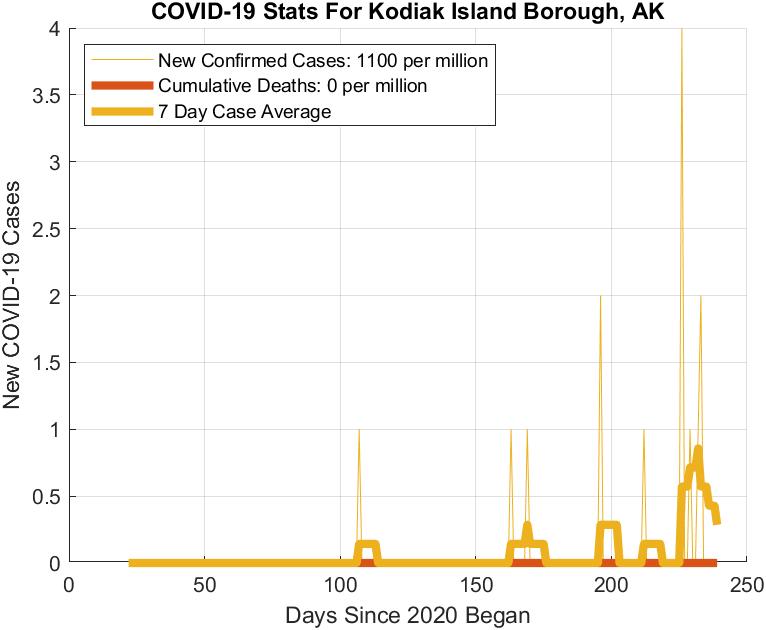 COVID-19 Stats For Kodiak Island Borough, AK
New Confirmed Cases: 1100 per million
Cumulative Deaths: 0 per million
7 Day Case Average
New COVID-19 Cases
4
3.5
3
2.5
2
1.5
1
0.5
0
0 50 100 150 200 250
Days Since 2020 Began